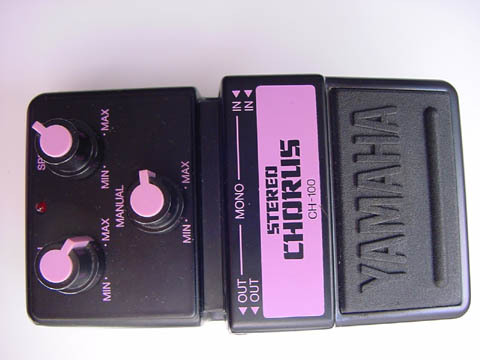 MIN MAX MIN MAX
MANUAL
MIN MAX
OUT MONO IN
OUT IN
STEREO
CHORUS
CH-100
YAMAHA